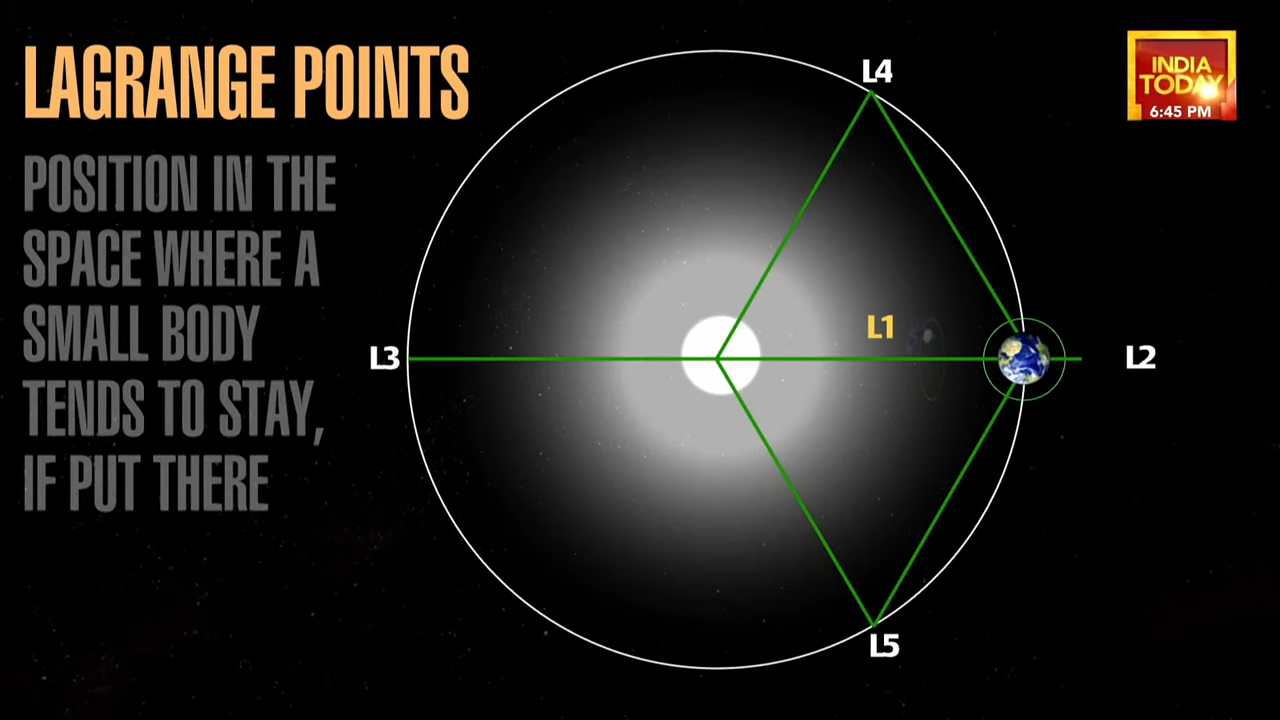 LAGRANGE POINTS
POSITION IN THE
SPACE WHERE A
SMALL BODY
TENDS TO STAY,
IF PUT THERE
L4
L1
L3
L2
L5
INDIA
TODAY
6:45 PM